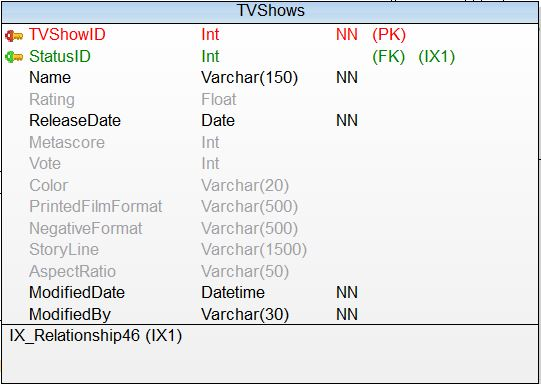 TVShows
TVShowID Int NN (PK)
StatusID Int (FK) (IX1)
Name Varchar(150) NN
Rating Float
ReleaseDate Date NN
Metascore Int
Vote Int
Color Varchar(20)
PrintedFilmFormat Varchar(500)
NegativeFormat Varchar(500)
StoryLine Varchar(1500)
AspectRatio Varchar(50)
ModifiedDate Datetime NN
ModifiedBy Varchar(30) NN
IX_Relationship46 (IX1)